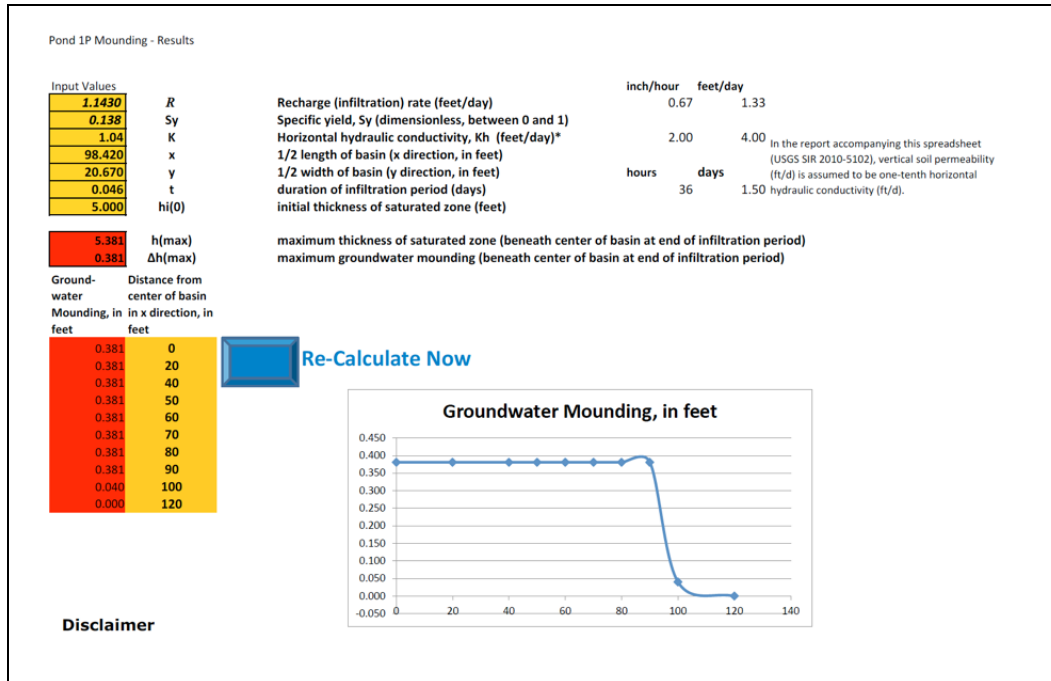 Pond 1P Mounding - Results
Input Values inch/hour feet/day
1.1430 R Recharge (infiltration) rate (feet/day) 0.67 1.33
0.138 Sy Specific yield, Sy (dimensionless, between 0 and 1)
1.04 K Horizontal hydraulic conductivity, Kh (feet/day)* 2.00 4.00 In the report accompanying this spreadsheet
98.420 x 1/2 length of basin (x direction, in feet) (USGS SIR 2010-5102), vertical soil permeability
20.670 y 1/2 width of basin (y direction, in feet) hours days (ft/d) is assumed to be one-tenth horizontal
0.046 t duration of infiltration period (days) 36 1.50 hydraulic conductivity (ft/d).
5.000 hi(0) initial thickness of saturated zone (feet)
5.381 h(max) maximum thickness of saturated zone (beneath center of basin at end of infiltration period)
0.381 Δh(max) maximum groundwater mounding (beneath center of basin at end of infiltration period)
Ground- Distance from
water center of basin
Mounding, in in x direction, in
feet feet
0.381 0
0.381 20
0.381 40
0.381 50
0.381 60
0.381 70
0.381 80
0.381 90
0.040 100
0.000 120
Re-Calculate Now
Groundwater Mounding, in feet
0.450
0.400
0.350
0.300
0.250
0.200
0.150
0.100
0.050
0.000
-0.050 0 20 40 60 80 100 120 140
Disclaimer